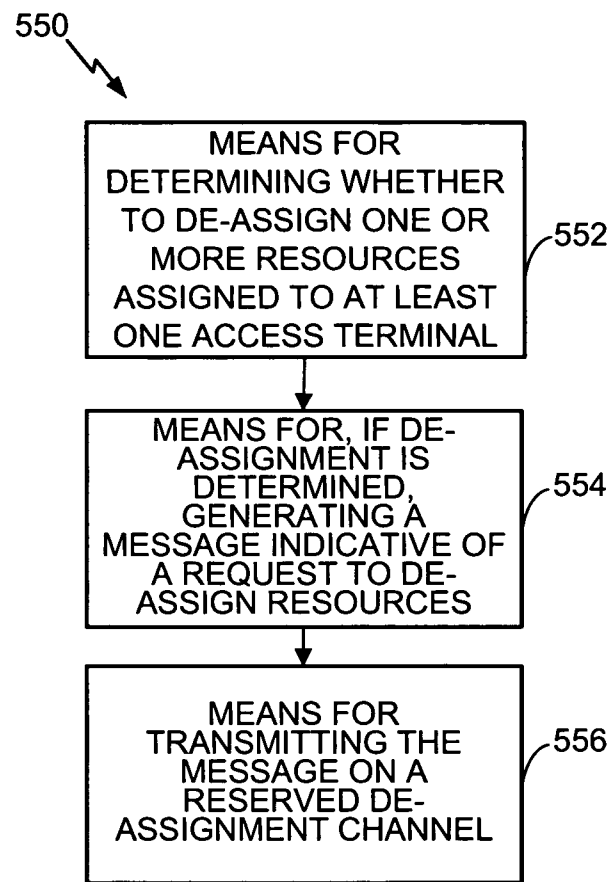 550
MEANS FOR
DETERMINING WHETHER
TO DE-ASSIGN ONE OR
MORE RESOURCES
ASSIGNED TO AT LEAST
ONE ACCESS TERMINAL
552
MEANS FOR, IF DE-
ASSIGNMENT IS
DETERMINED,
GENERATING A
MESSAGE INDICATIVE OF
A REQUEST TO DE-
ASSIGN RESOURCES
554
MEANS FOR
TRANSMITTING THE
MESSAGE ON A
RESERVED DE-
ASSIGNMENT CHANNEL
556